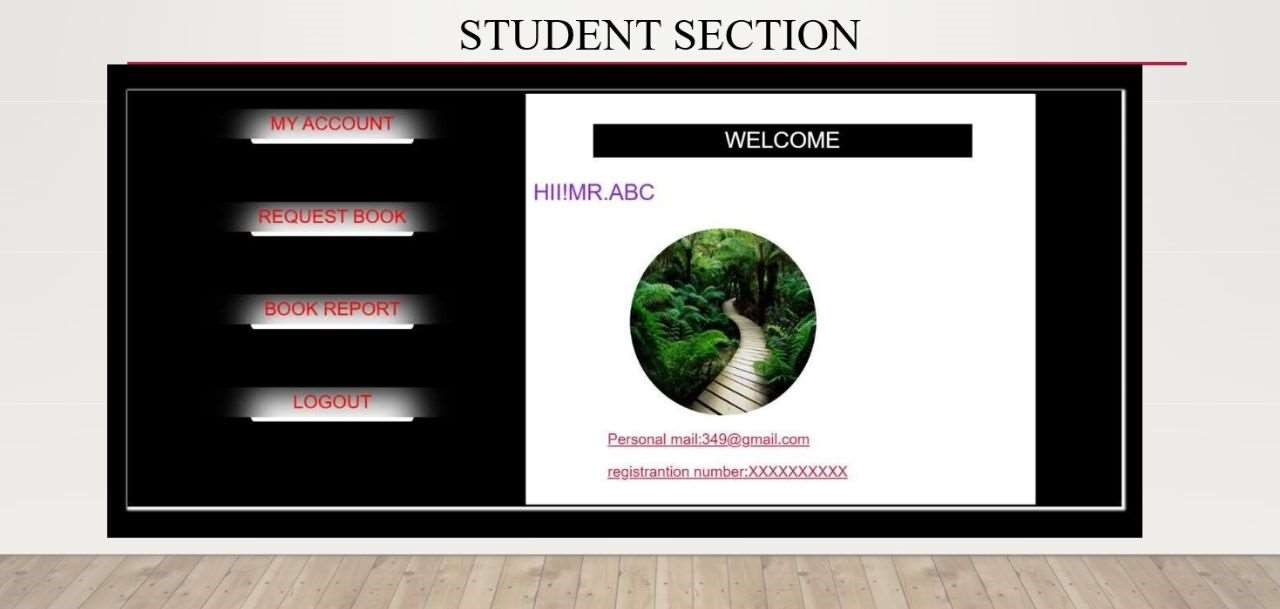 STUDENT SECTION
MY ACCOUNT
REQUEST BOOK
BOOK REPORT
LOGOUT
WELCOME
HII!MR.ABC
Personal mail:349@gmail.com
registrantion number:XXXXXXXXXX